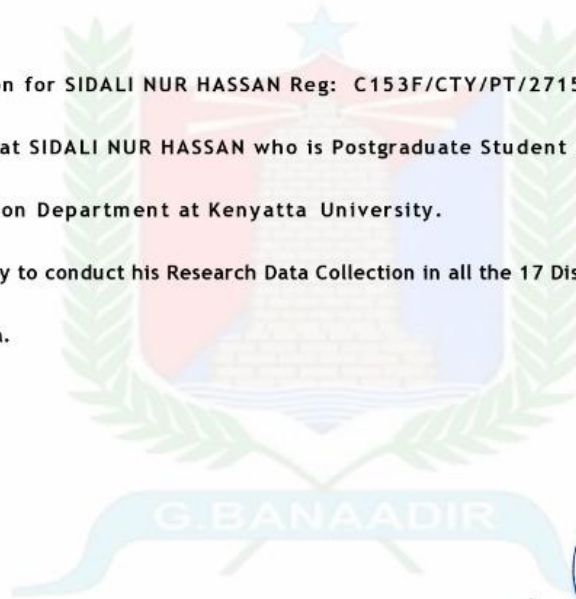 n for SIDALI NUR HASSAN Reg: C153F/CTY/PT/2715
at SIDALI NUR HASSAN who is Postgraduate Student
on Department at Kenyatta University.
y to conduct his Research Data Collection in all the 17 Dis
.
G.BANAADIR